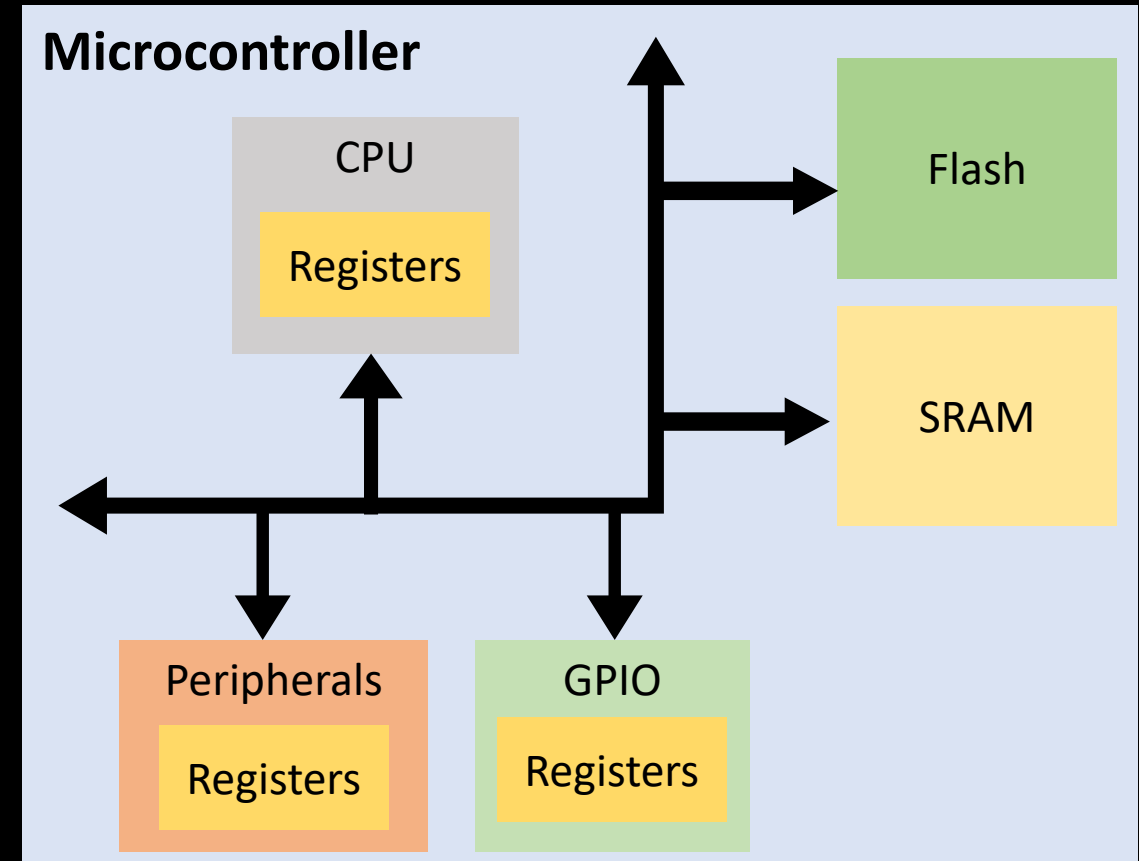 Microcontroller
CPU
Registers
Flash
SRAM
Peripherals
Registers
GPIO
Registers